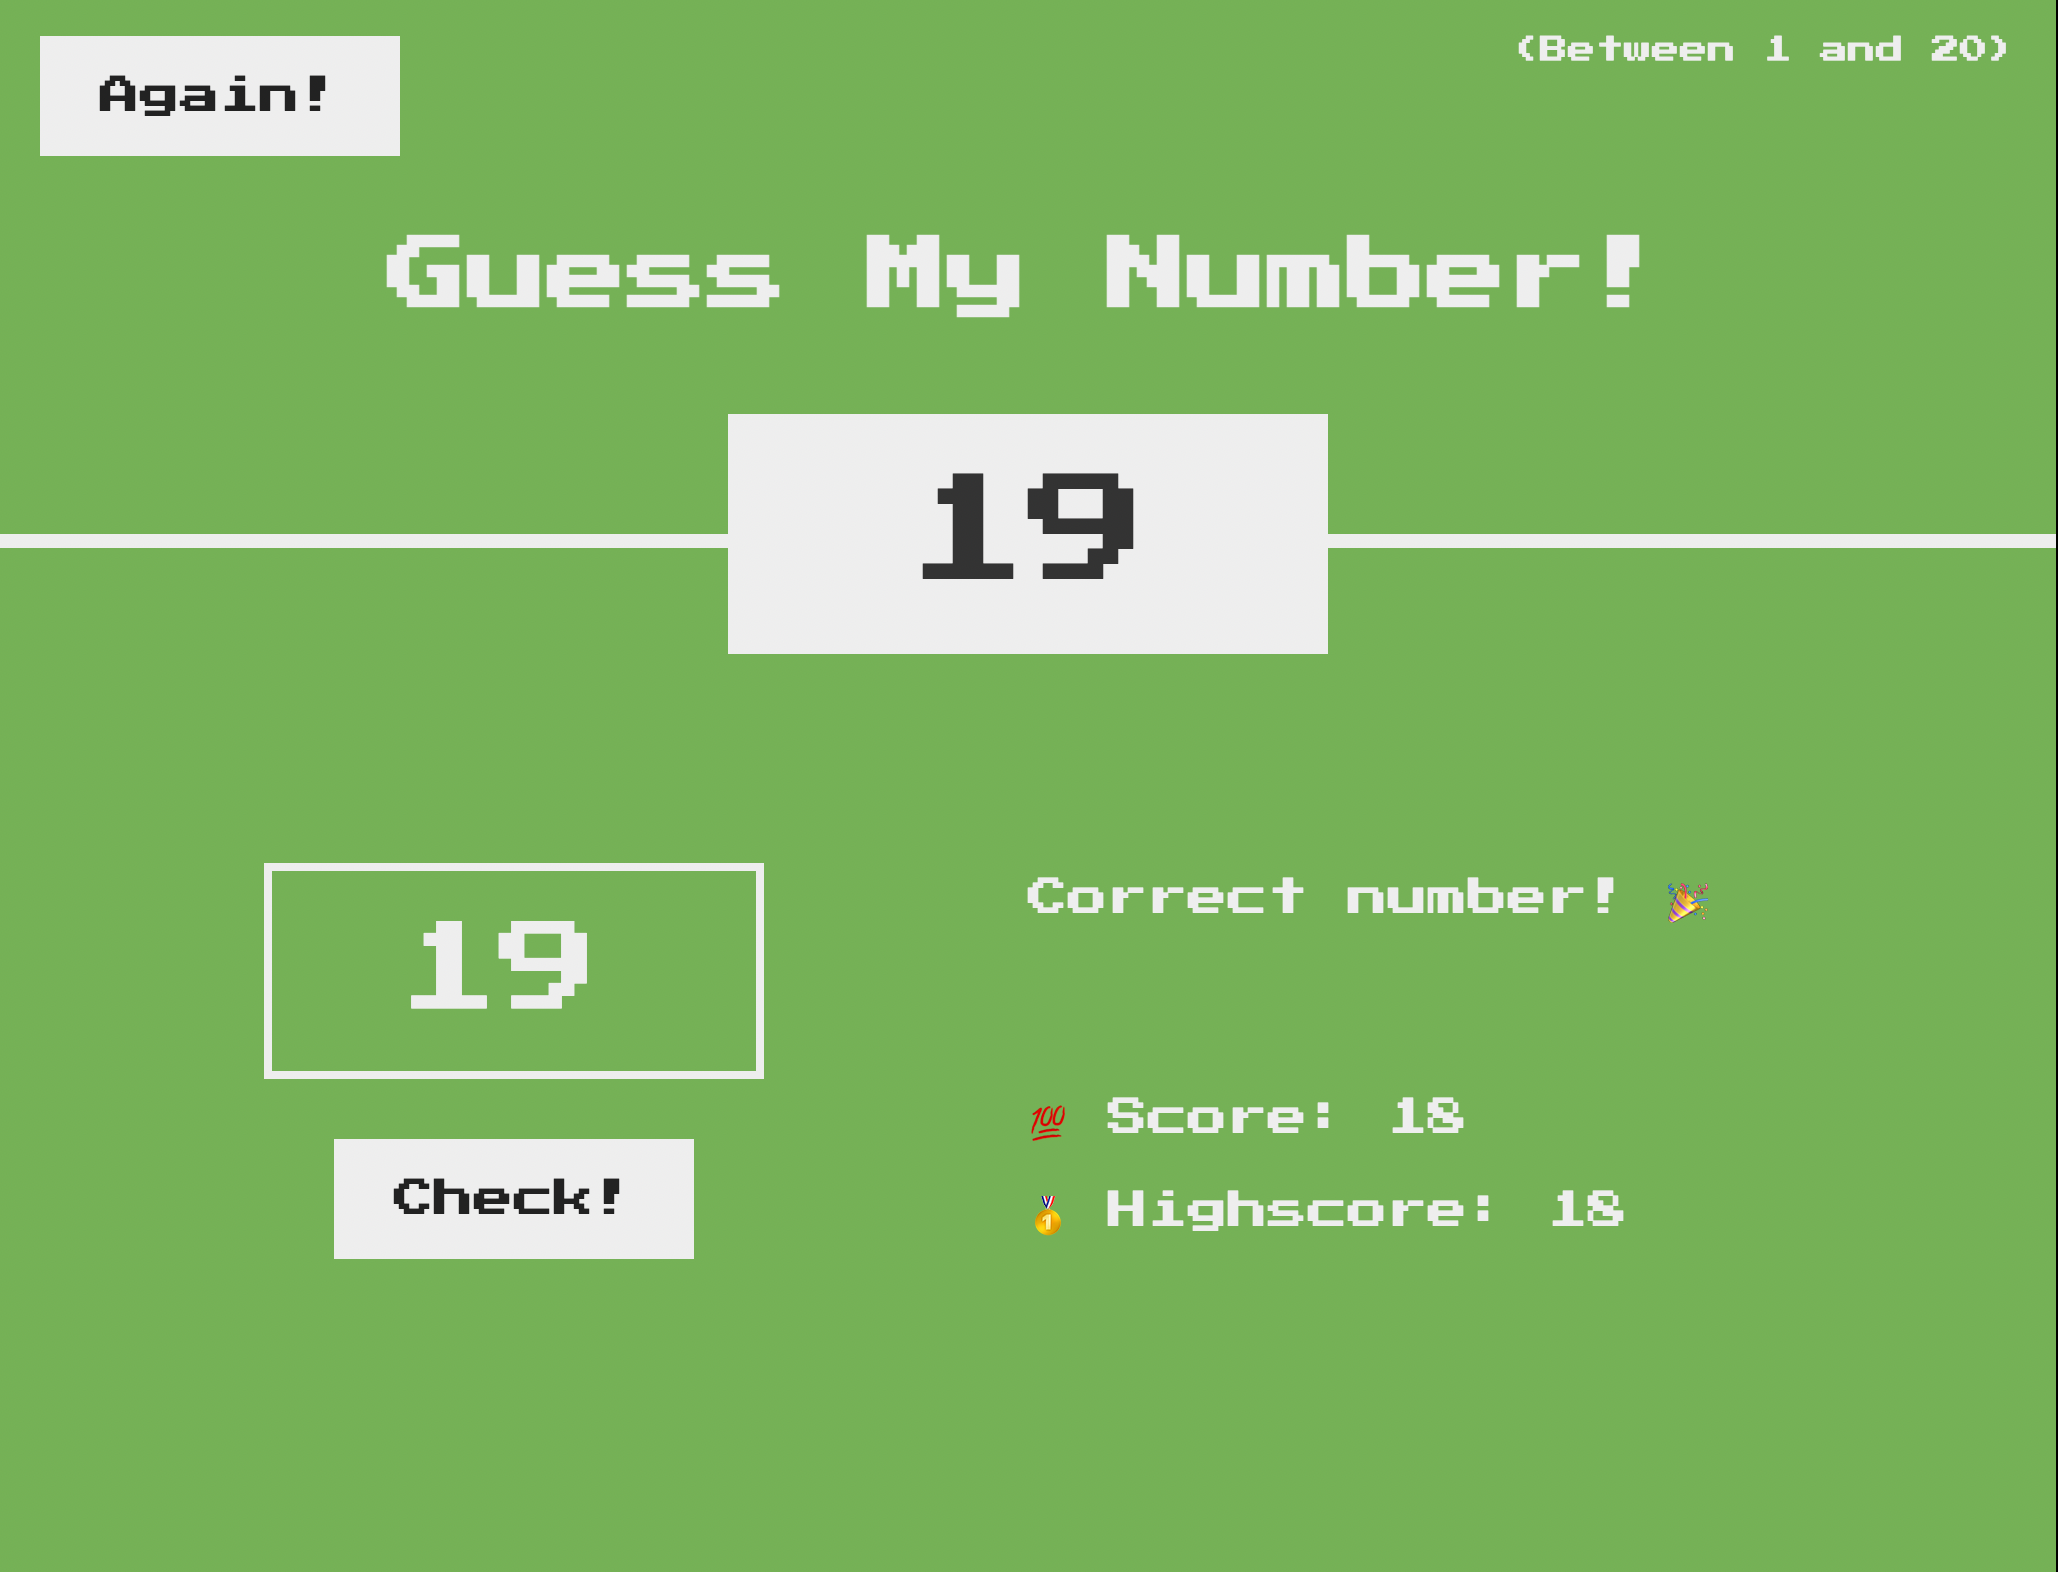 Again!
(Between 1 and 20)
Guess My Number!
19
19
Check!
Correct number! 🎉
💯 Score: 18
🥇 Highscore: 18